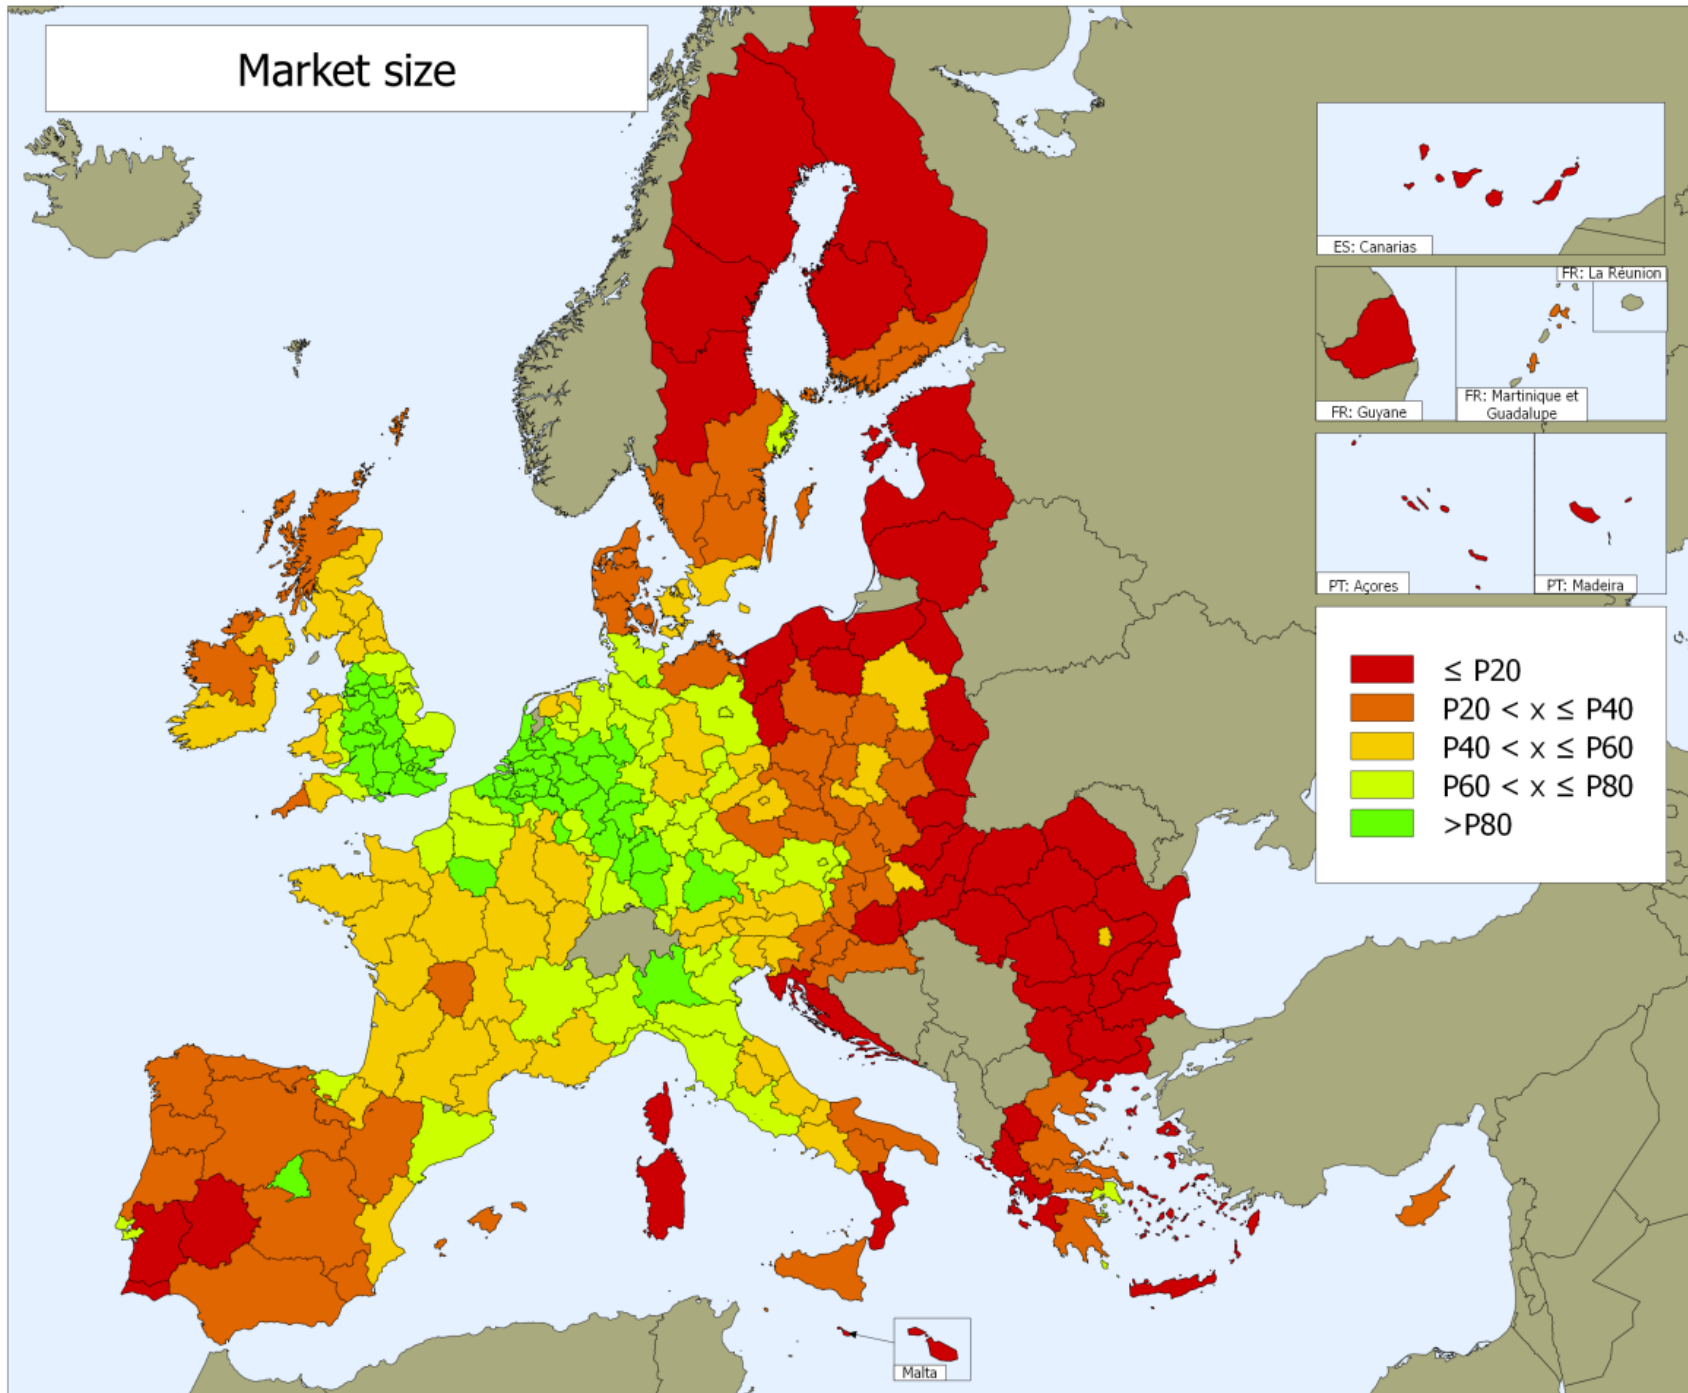 Market size
ES: Canarias
FR: La Réunion
FR: Guyane
FR: Martinique et
Guadalupe
PT: Açores
PT: Madeira
≤ P20
P20 < x ≤ P40
P40 < x ≤ P60
P60 < x ≤ P80
>P80
Malta